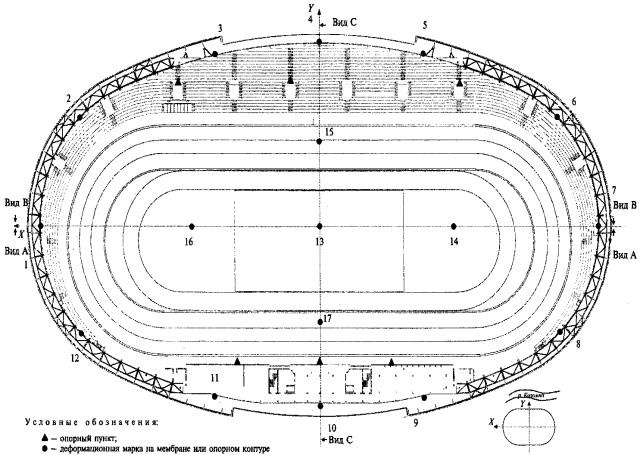 Y
3
4
Вид С
5
2
6
15
Вид В
7
Вид В
X
16
13
14
Вид А
Вид А
1
17
12
8
11
10
9
Вид С
Условные обозначения:
▲ – опорный пункт;
● – деформационная марка на мембране или опорном контуре
Y
X